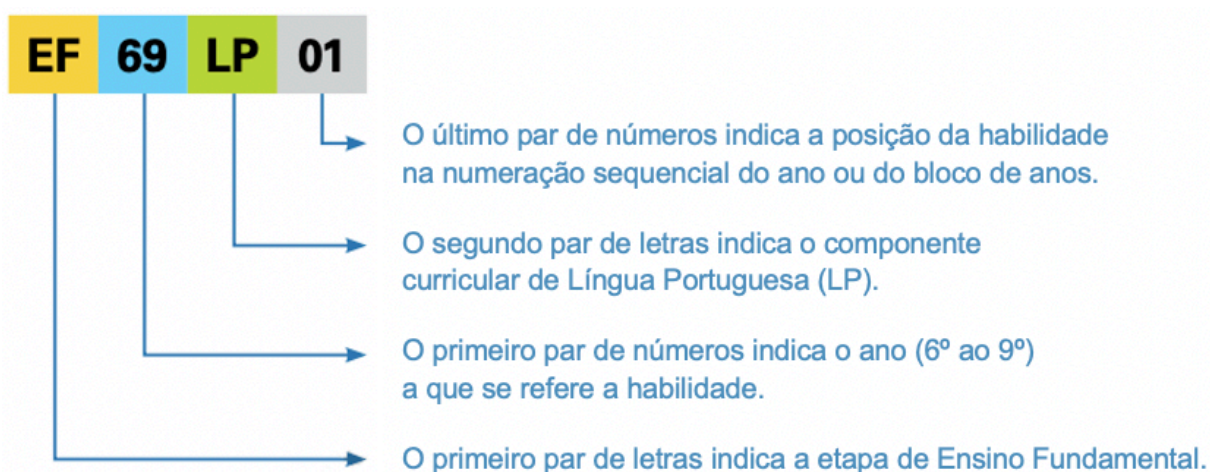 EF 69 LP 01
O último par de números indica a posição da habilidade
na numeração sequencial do ano ou do bloco de anos.
O segundo par de letras indica o componente
curricular de Língua Portuguesa (LP).
O primeiro par de números indica o ano (6º ao 9º)
a que se refere a habilidade.
O primeiro par de letras indica a etapa de Ensino Fundamental.